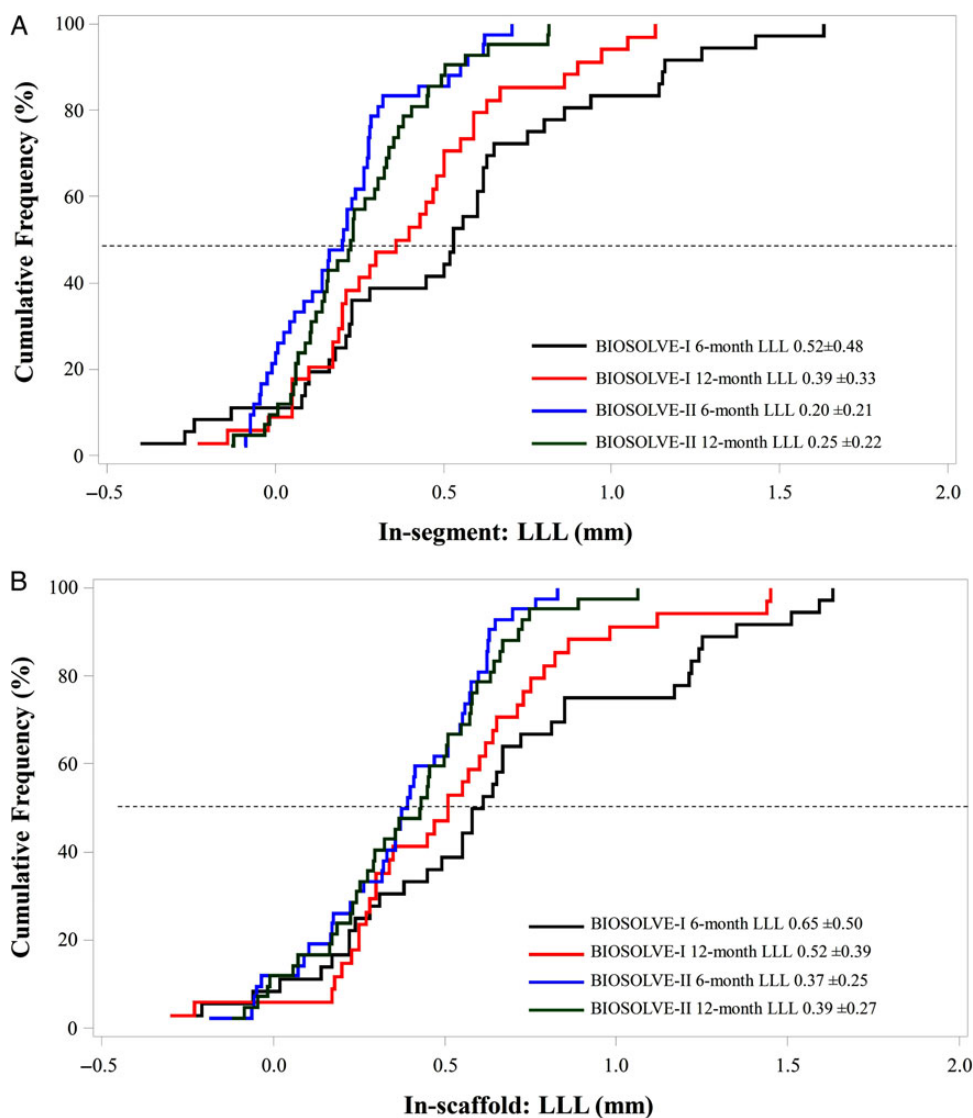 A
100
80
60
40
20
0
Cumulative Frequency (%)
BIOSOLVE-I 6-month LLL 0.52±0.48
BIOSOLVE-I 12-month LLL 0.39 ±0.33
BIOSOLVE-II 6-month LLL 0.20 ±0.21
BIOSOLVE-II 12-month LLL 0.25 ±0.22
−0.5 0.0 0.5 1.0 1.5 2.0
In-segment: LLL (mm)
B
100
80
60
40
20
0
Cumulative Frequency (%)
BIOSOLVE-I 6-month LLL 0.65 ±0.50
BIOSOLVE-I 12-month LLL 0.52 ±0.39
BIOSOLVE-II 6-month LLL 0.37 ±0.25
BIOSOLVE-II 12-month LLL 0.39 ±0.27
−0.5 0.0 0.5 1.0 1.5 2.0
In-scaffold: LLL (mm)